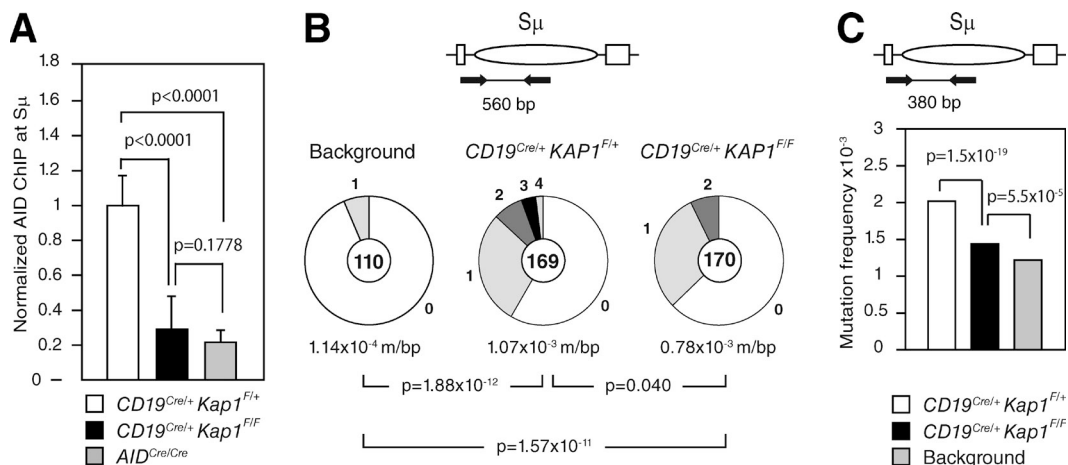 A
Normalized AID ChIP at Sμ
1.8
1.6
1.4
1.2
1
0.8
0.6
0.4
0.2
0
p<0.0001
p<0.0001
p=0.1778
CD19Cre/+ Kap1F/+
CD19Cre/+ Kap1F/F
AIDCre/Cre
B
Sμ
560 bp
Background
1
110
0
1.14x10-4 m/bp
CD19Cre/+ KAP1F/+
4
3
2
1
169
0
1.07x10-3 m/bp
CD19Cre/+ KAP1F/F
2
1
170
0
0.78x10-3 m/bp
p=1.88x10-12
p=0.040
p=1.57x10-11
C
Sμ
380 bp
Mutation frequency x10-3
3
2.5
2
1.5
1
0.5
0
p=1.5x10-19
p=5.5x10-5
CD19Cre/+ Kap1F/+
CD19Cre/+ Kap1F/F
Background